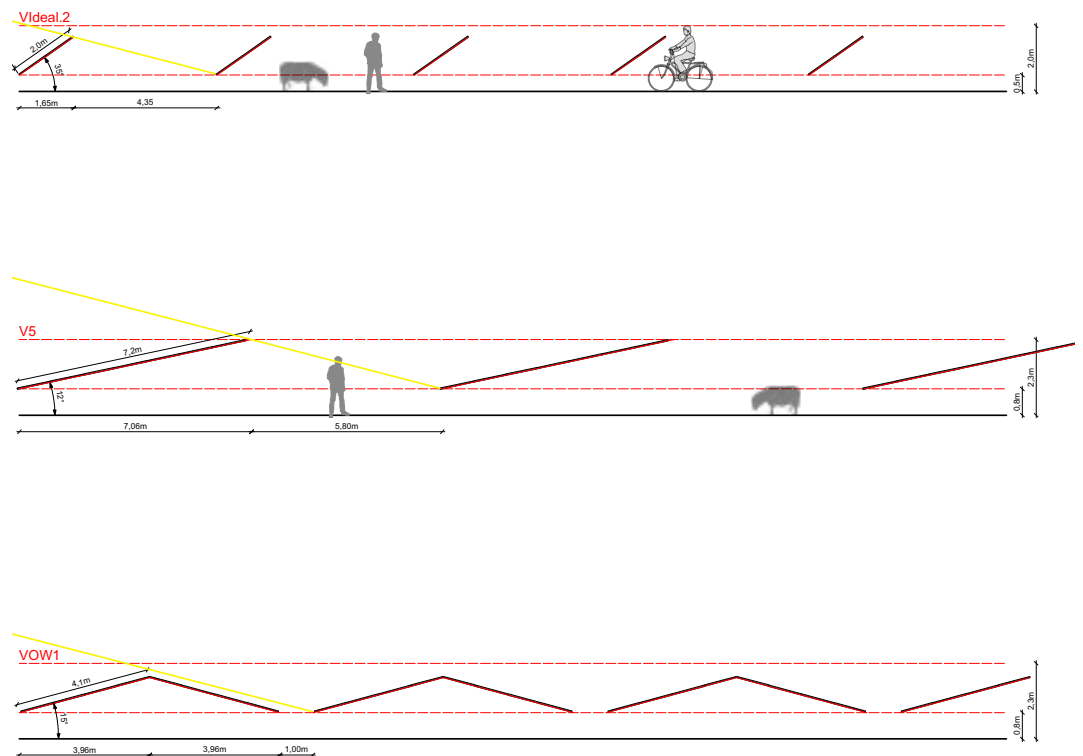 VIdeal.2
2,0m
35°
1,65m
4,35
0,5m
2,0m
V5
7,2m
12°
7,06m
5,80m
0,8m
2,3m
VOW1
4,1m
15°
3,96m
3,96m
1,00m
0,8m
2,3m